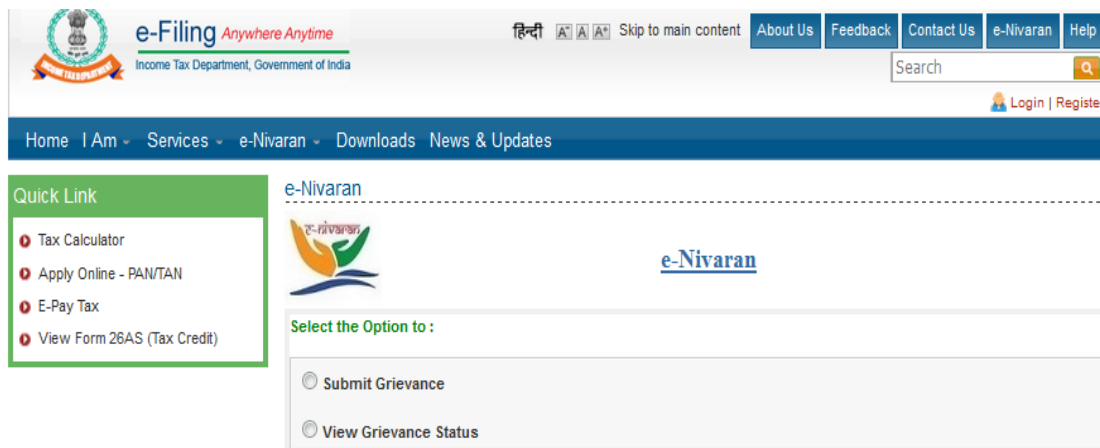 e-Filing Anywhere Anytime
Income Tax Department, Government of India
हिन्दी A- A A+ Skip to main content About Us Feedback Contact Us e-Nivaran Help
Search
Login | Registe
Home I Am Services e-Nivaran Downloads News & Updates
Quick Link
Tax Calculator
Apply Online - PAN/TAN
E-Pay Tax
View Form 26AS (Tax Credit)
e-Nivaran
e-nivaran
e-Nivaran
Select the Option to :
Submit Grievance
View Grievance Status